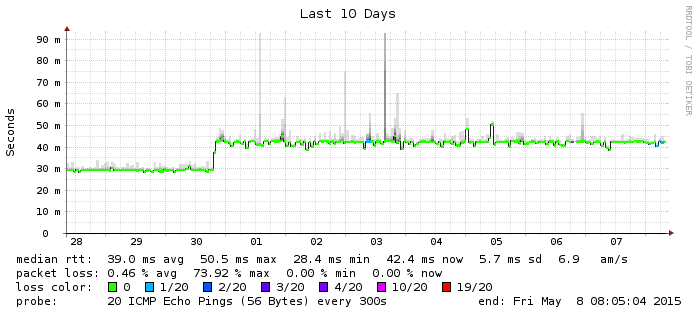 Last 10 Days
RRDTOOL / TOBI OETIKER
Seconds
90 m
80 m
70 m
60 m
50 m
40 m
30 m
20 m
10 m
0
28 29 30 01 02 03 04 05 06 07
median rtt: 39.0 ms avg 50.5 ms max 28.4 ms min 42.4 ms now 5.7 ms sd 6.9 am/s
packet loss: 0.46 % avg 73.92 % max 0.00 % min 0.00 % now
loss color: 0 1/20 2/20 3/20 4/20 10/20 19/20
probe: 20 ICMP Echo Pings (56 Bytes) every 300s end: Fri May 8 08:05:04 2015